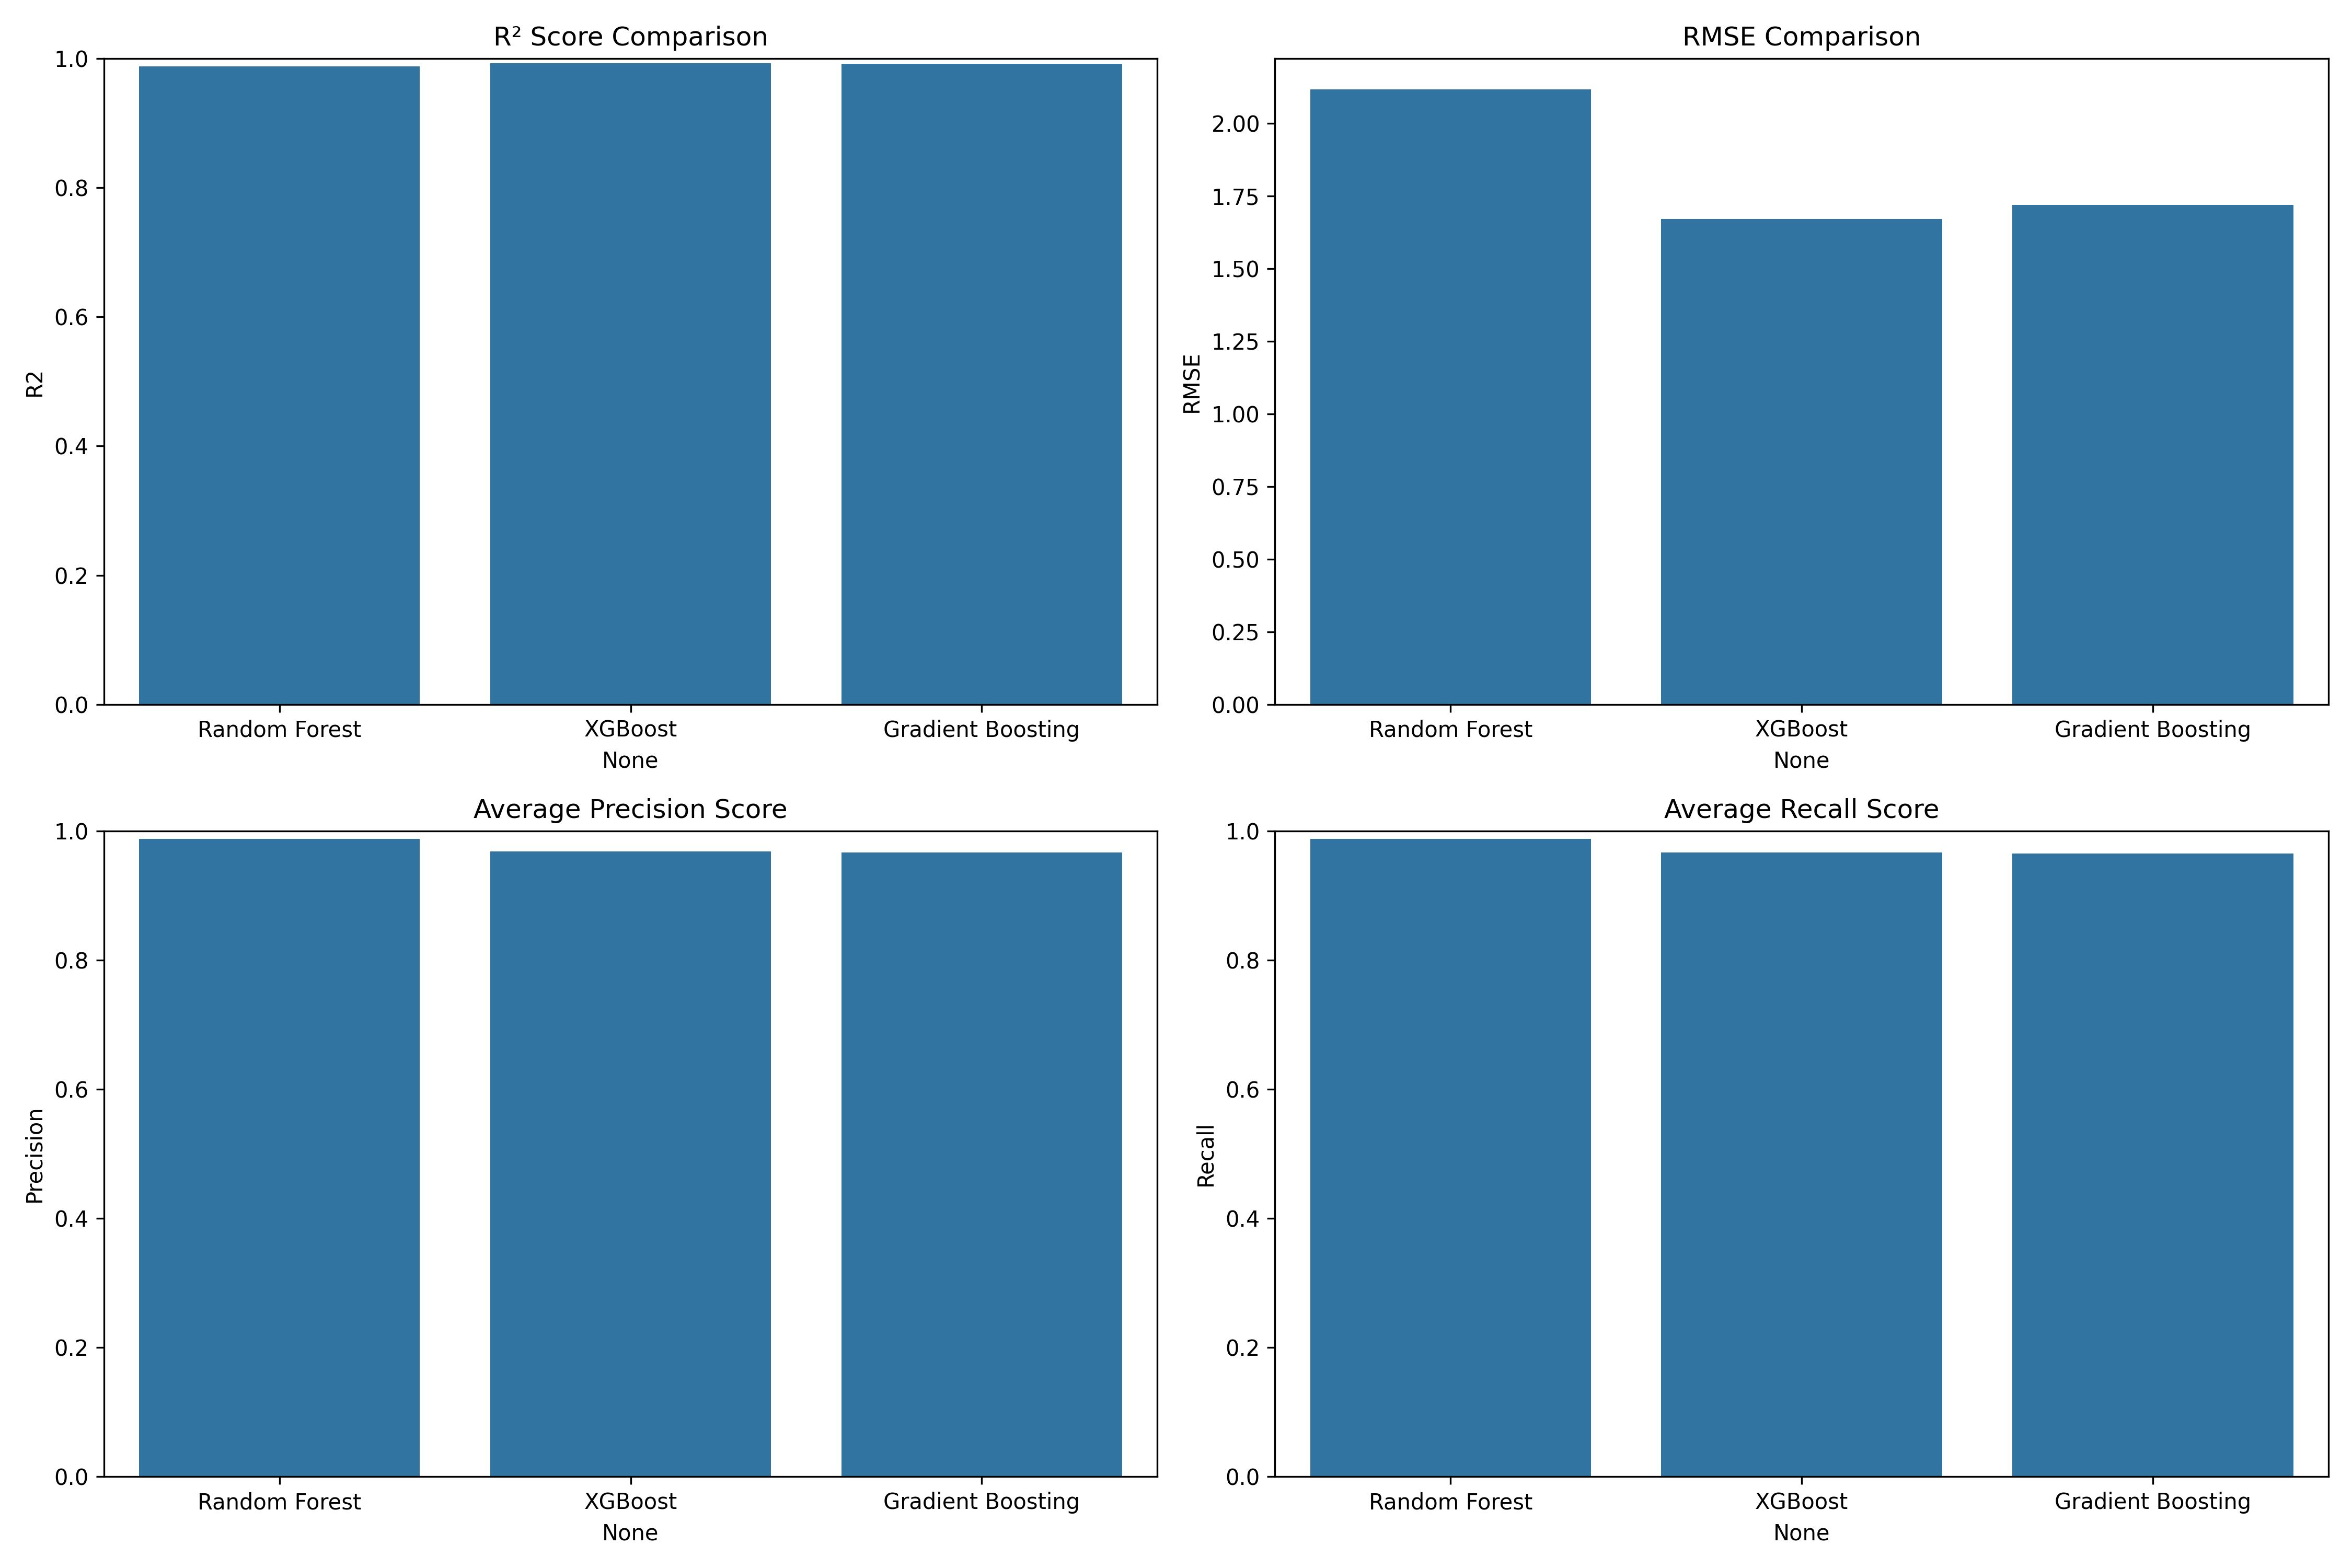 R² Score Comparison
1.0
0.8
0.6
0.4
0.2
0.0
R2
Random Forest
XGBoost
Gradient Boosting
None
RMSE Comparison
2.00
1.75
1.50
1.25
1.00
0.75
0.50
0.25
0.00
RMSE
Random Forest
XGBoost
Gradient Boosting
None
Average Precision Score
1.0
0.8
0.6
0.4
0.2
0.0
Precision
Random Forest
XGBoost
Gradient Boosting
None
Average Recall Score
1.0
0.8
0.6
0.4
0.2
0.0
Recall
Random Forest
XGBoost
Gradient Boosting
None